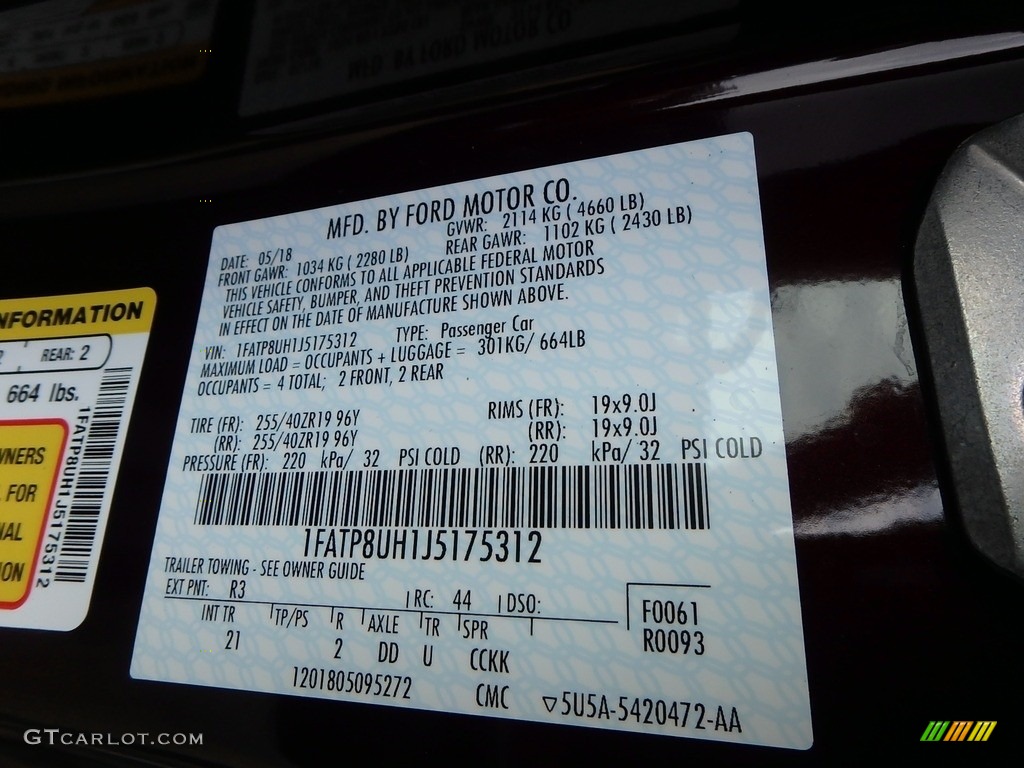 MFD. BY FORD MOTOR CO.
DATE: 05/18 GVWR: 2114 KG ( 4660 LB)
FRONT GAWR: 1034 KG ( 2280 LB) REAR GAWR: 1102 KG ( 2430 LB)
THIS VEHICLE CONFORMS TO ALL APPLICABLE FEDERAL MOTOR
VEHICLE SAFETY, BUMPER, AND THEFT PREVENTION STANDARDS
IN EFFECT ON THE DATE OF MANUFACTURE SHOWN ABOVE.
VIN: 1FATP8UH1J5175312 TYPE: Passenger Car
MAXIMUM LOAD = OCCUPANTS + LUGGAGE = 301KG/ 664LB
OCCUPANTS = 4 TOTAL; 2 FRONT, 2 REAR
TIRE (FR): 255/40ZR19 96Y RIMS (FR): 19x9.0J
(RR): 255/40ZR19 96Y (RR): 19x9.0J
PRESSURE (FR): 220 kPa/ 32 PSI COLD (RR): 220 kPa/ 32 PSI COLD
1FATP8UH1J5175312
TRAILER TOWING - SEE OWNER GUIDE
EXT PNT: R3 RC: 44 DSO: F0061
INT TR TP/PS R AXLE TR SPR R0093
21 2 DD U CCKK
1201805095272 CMC ▽5U5A-5420472-AA
REAR: 2
664 lbs.
1FATP8UH1J5175312
FOR
GTCARLOT.COM